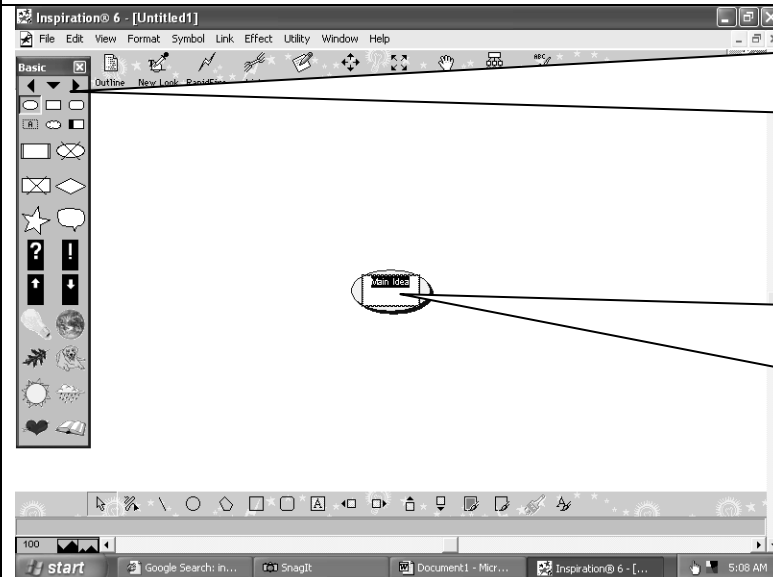 Inspiration® 6 - [Untitled1]
File Edit View Format Symbol Link Effect Utility Window Help
Basic
Outline New Look RapidFire
ABC
A
? !
Main Idea
A
100
start Google Search: in... SnagIt Document1 - Micr... Inspiration® 6 - [... 5:08 AM